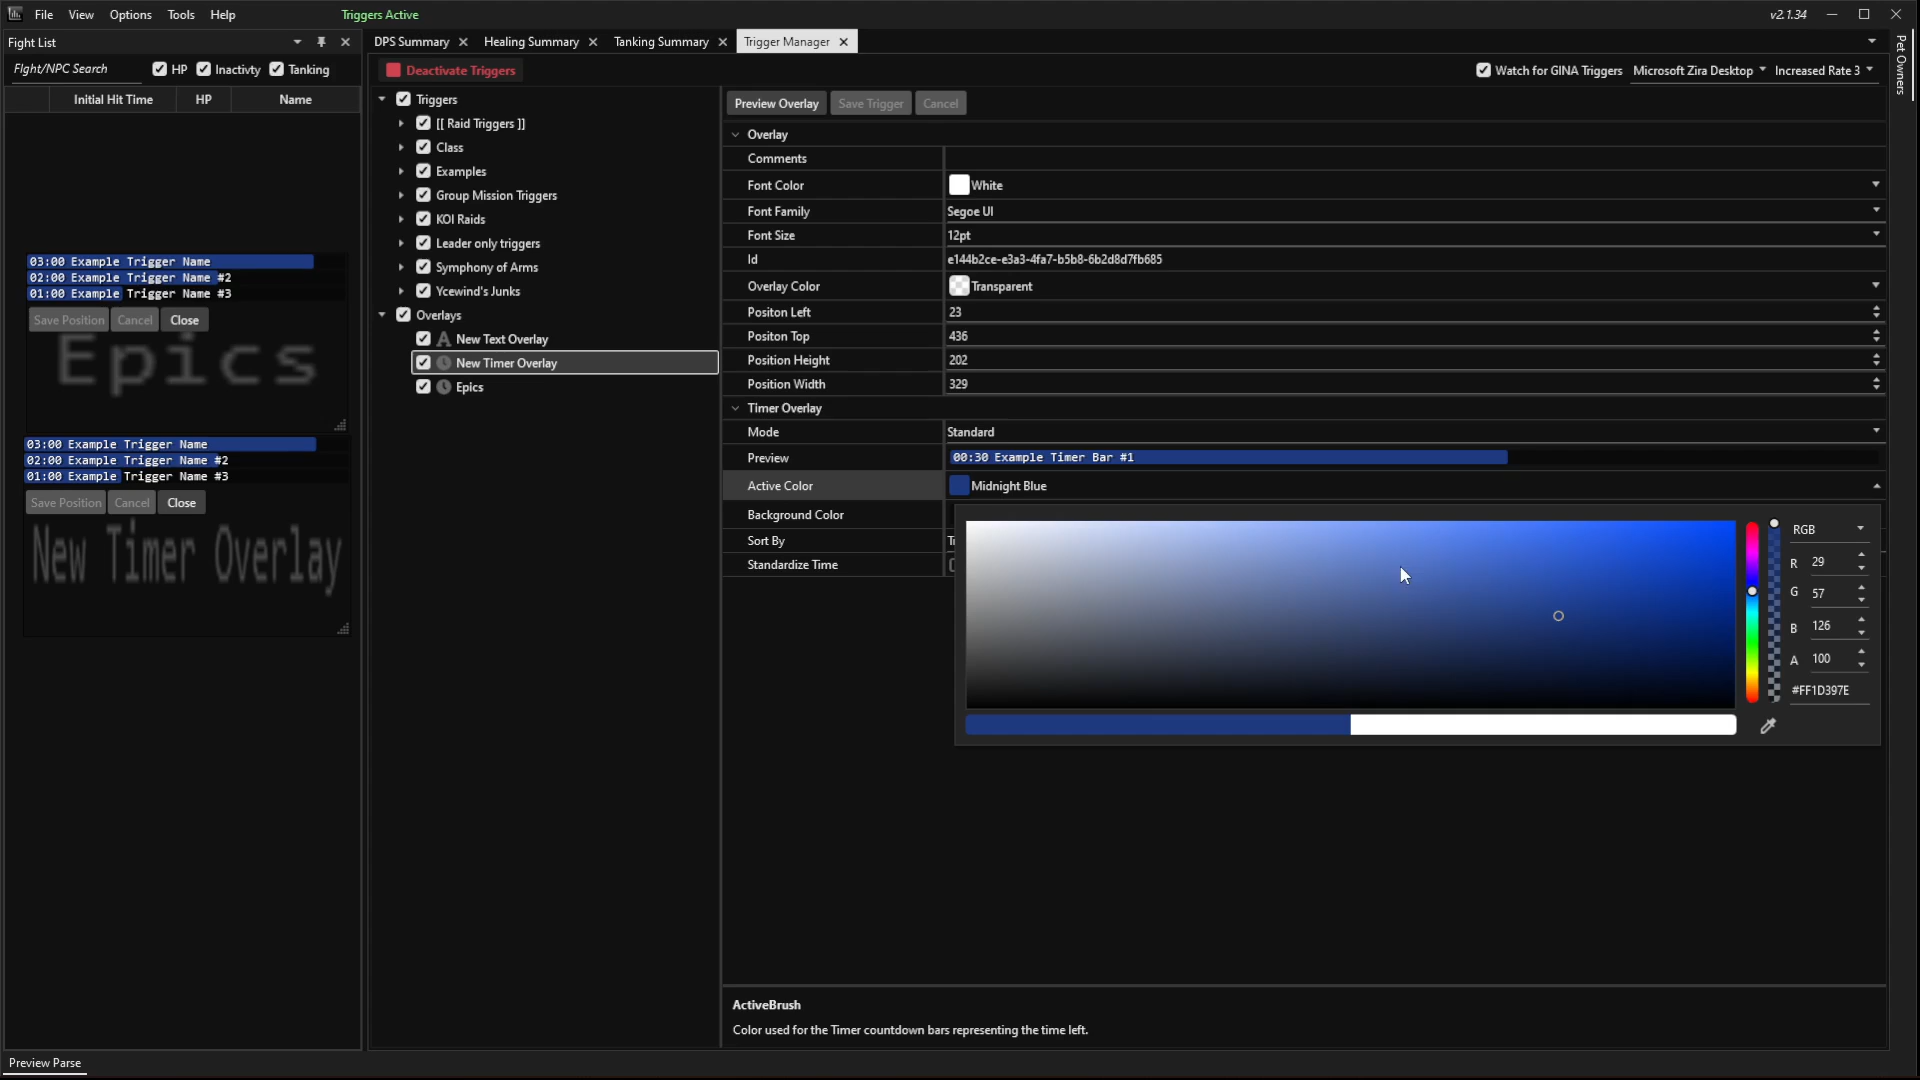 File View Options Tools Help Triggers Active v2.1.34
Fight List
DPS Summary Healing Summary Tanking Summary Trigger Manager
Pet Owners
FIght/NPC Search HP Inactivty Tanking
Initial Hit Time HP Name
03:00 Example Trigger Name
02:00 Example Trigger Name #2
01:00 Example Trigger Name #3
Save Position Cancel Close
Epics
03:00 Example Trigger Name
02:00 Example Trigger Name #2
01:00 Example Trigger Name #3
Save Position Cancel Close
New Timer Overlay
Preview Parse
Deactivate Triggers Watch for GINA Triggers Microsoft Zira Desktop Increased Rate 3
Triggers
[[ Raid Triggers ]]
Class
Examples
Group Mission Triggers
KOI Raids
Leader only triggers
Symphony of Arms
Ycewind's Junks
Overlays
New Text Overlay
New Timer Overlay
Epics
Preview Overlay Save Trigger Cancel
Overlay
Comments
Font Color White
Font Family Segoe UI
Font Size 12pt
Id e144b2ce-e3a3-4fa7-b5b8-6b2d8d7fb685
Overlay Color Transparent
Positon Left 23
Positon Top 436
Position Height 202
Position Width 329
Timer Overlay
Mode Standard
Preview 00:30 Example Timer Bar #1
Active Color Midnight Blue
Background Color
Sort By
Standardize Time
RGB
R 29
G 57
B 126
A 100
#FF1D397E
ActiveBrush
Color used for the Timer countdown bars representing the time left.